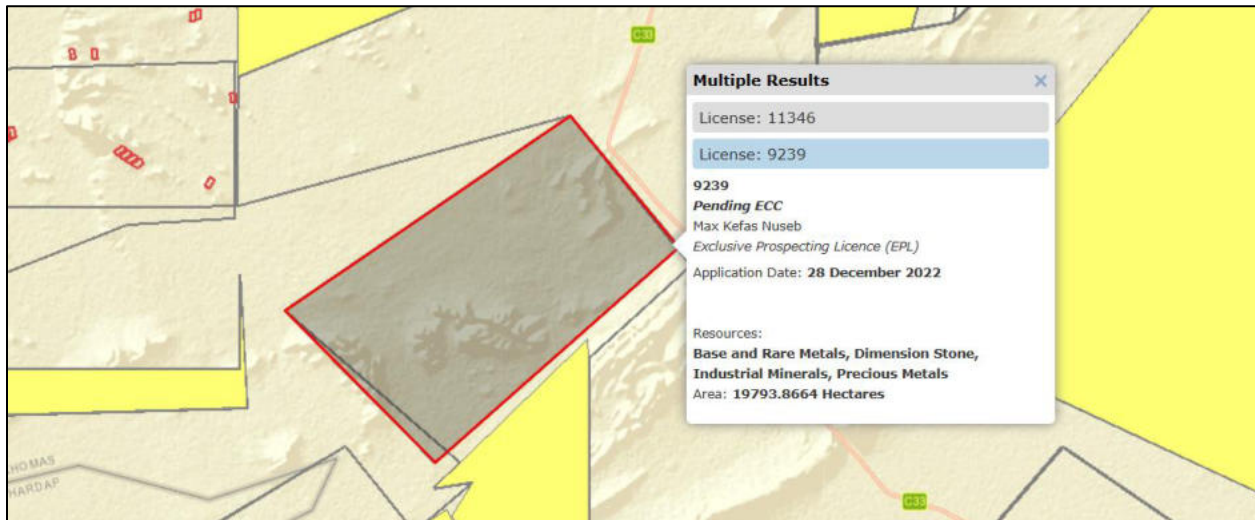 C33
Multiple Results
License: 11346
License: 9239
9239
Pending ECC
Max Kefas Nuseb
Exclusive Prospecting Licence (EPL)
Application Date: 28 December 2022
Resources:
Base and Rare Metals, Dimension Stone,
Industrial Minerals, Precious Metals
Area: 19793.8664 Hectares
HOMAS
HARDAP
C33